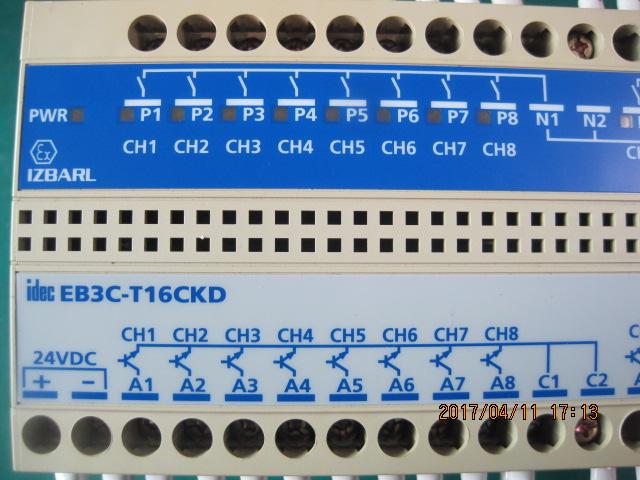 PWR P1 P2 P3 P4 P5 P6 P7 P8 N1 N2
CH1 CH2 CH3 CH4 CH5 CH6 CH7 CH8
Ex
IZBARL
idec EB3C-T16CKD
CH1 CH2 CH3 CH4 CH5 CH6 CH7 CH8
24VDC
+ − A1 A2 A3 A4 A5 A6 A7 A8 C1 C2
2017/04/11 17:13